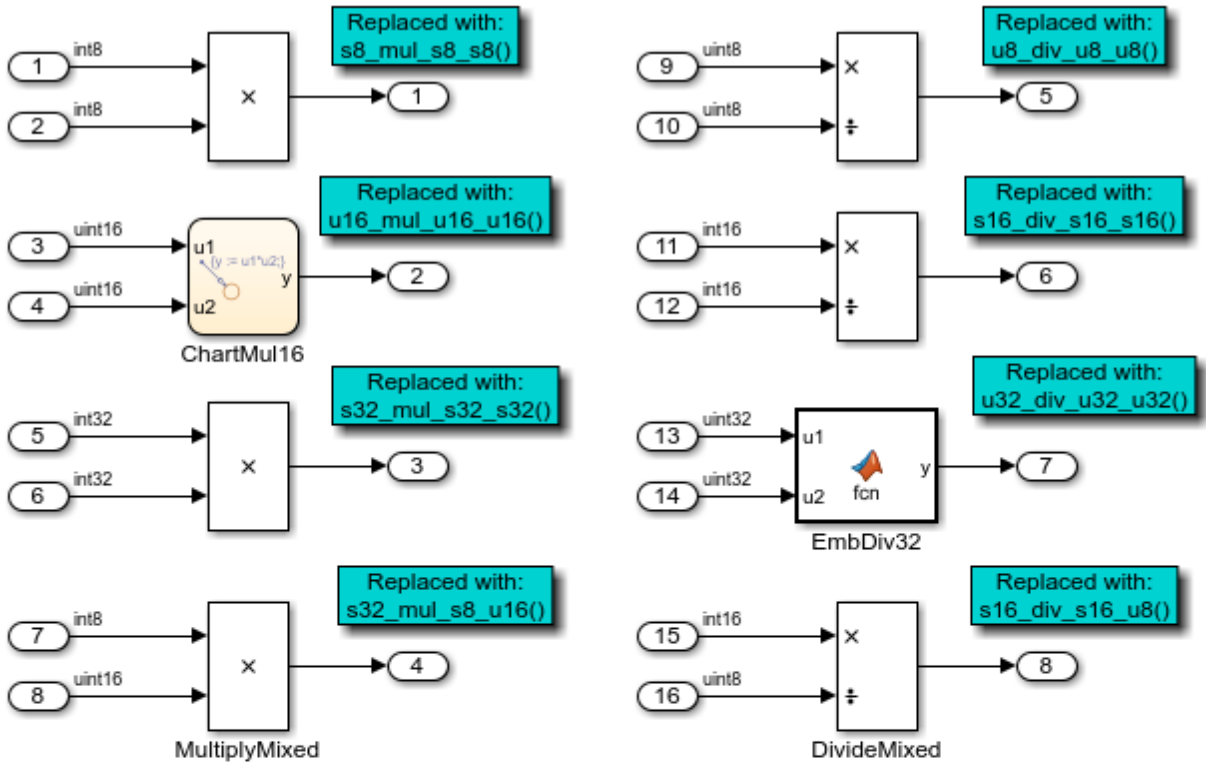 Replaced with:
s8_mul_s8_s8()
int8
1
×
1
int8
2
Replaced with:
u16_mul_u16_u16()
uint16
3
u1
{y := u1*u2;}
y
2
uint16
4
u2
ChartMul16
Replaced with:
s32_mul_s32_s32()
int32
5
×
3
int32
6
Replaced with:
s32_mul_s8_u16()
int8
7
×
4
uint16
8
MultiplyMixed
Replaced with:
u8_div_u8_u8()
uint8
9
×
5
uint8
10
÷
Replaced with:
s16_div_s16_s16()
int16
11
×
6
int16
12
÷
Replaced with:
u32_div_u32_u32()
uint32
13
u1
y
7
uint32
14
u2
fcn
EmbDiv32
Replaced with:
s16_div_s16_u8()
int16
15
×
8
uint8
16
÷
DivideMixed